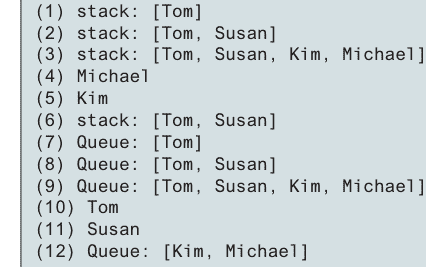 (1) stack: [Tom]
(2) stack: [Tom, Susan]
(3) stack: [Tom, Susan, Kim, Michael]
(4) Michael
(5) Kim
(6) stack: [Tom, Susan]
(7) Queue: [Tom]
(8) Queue: [Tom, Susan]
(9) Queue: [Tom, Susan, Kim, Michael]
(10) Tom
(11) Susan
(12) Queue: [Kim, Michael]